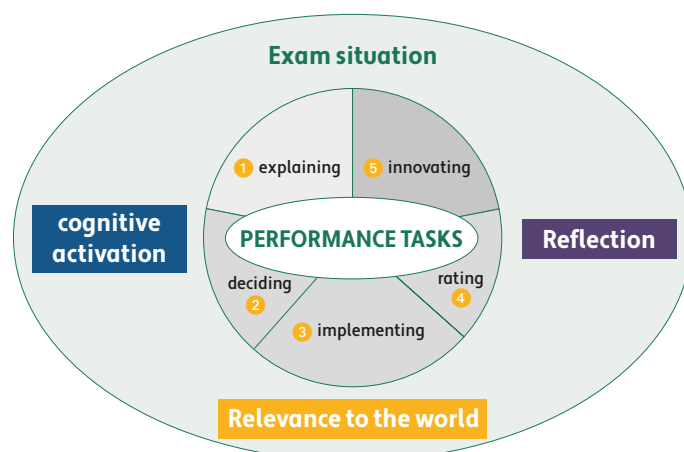 Exam situation
1 explaining
5 innovating
cognitive
activation
PERFORMANCE TASKS
Reflection
deciding
2
rating
4
3 implementing
Relevance to the world